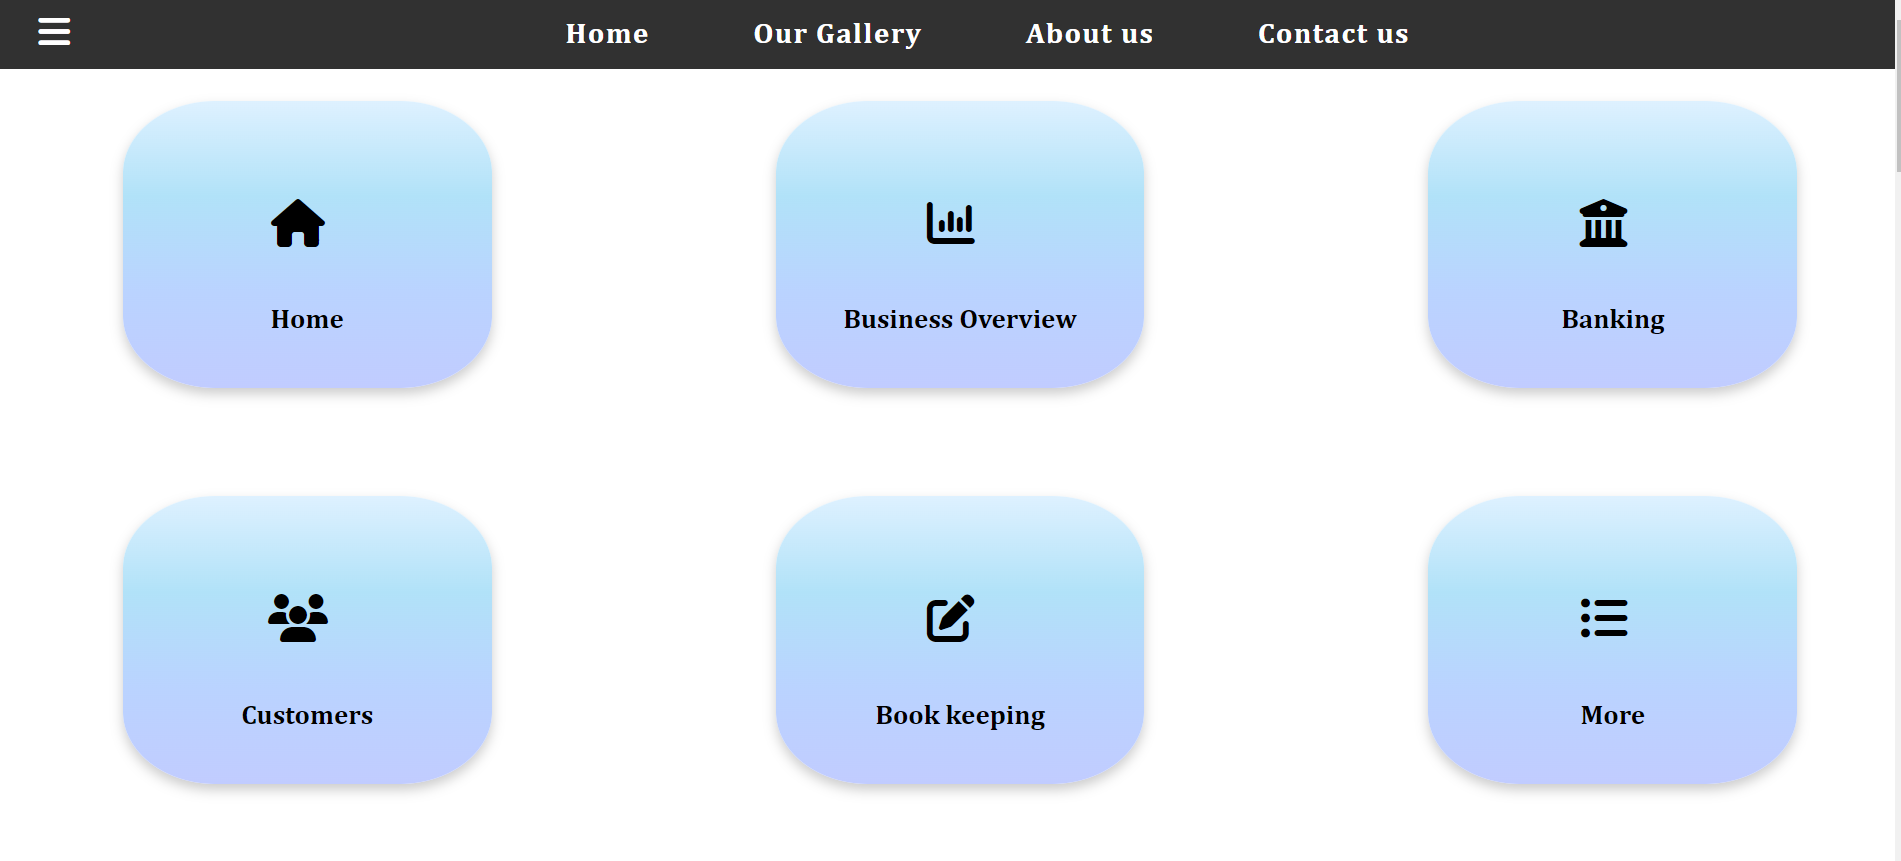 Home Our Gallery About us Contact us
Home Business Overview Banking
Customers Book keeping More